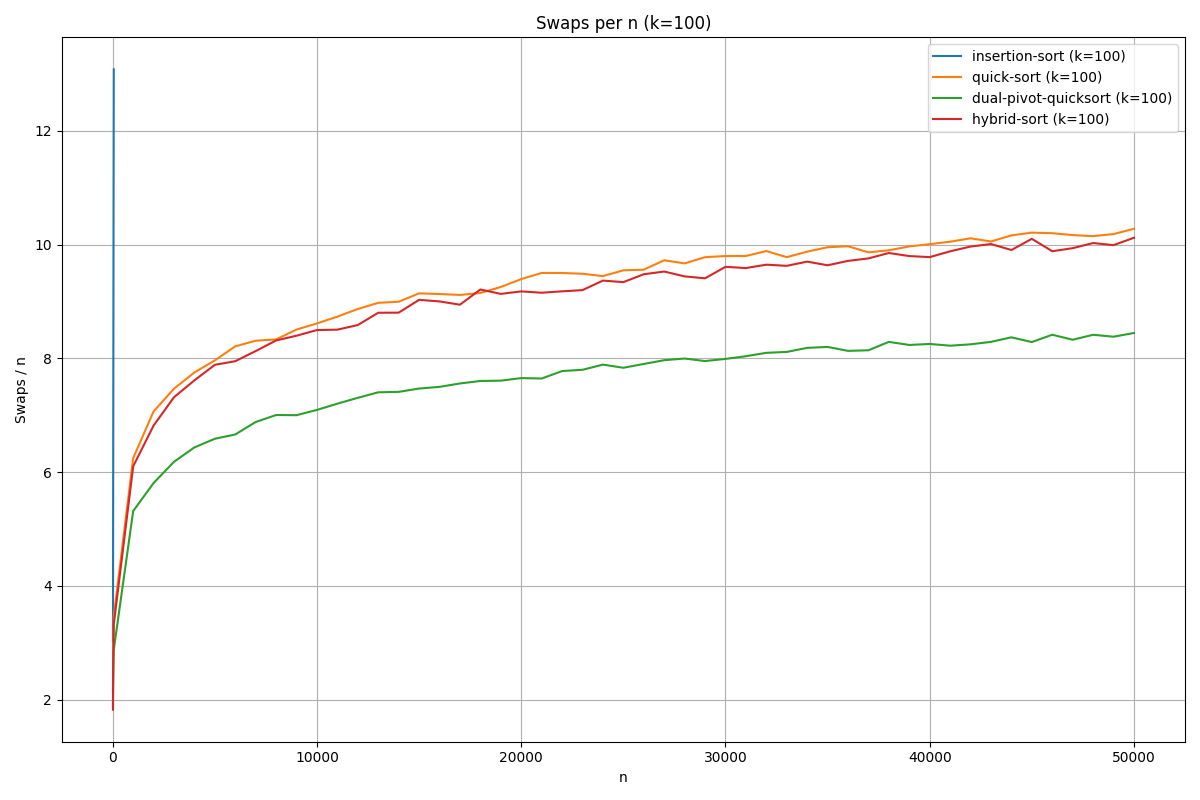 Swaps per n (k=100)
insertion-sort (k=100)
quick-sort (k=100)
dual-pivot-quicksort (k=100)
hybrid-sort (k=100)
Swaps / n
12
10
8
6
4
2
0 10000 20000 30000 40000 50000
n